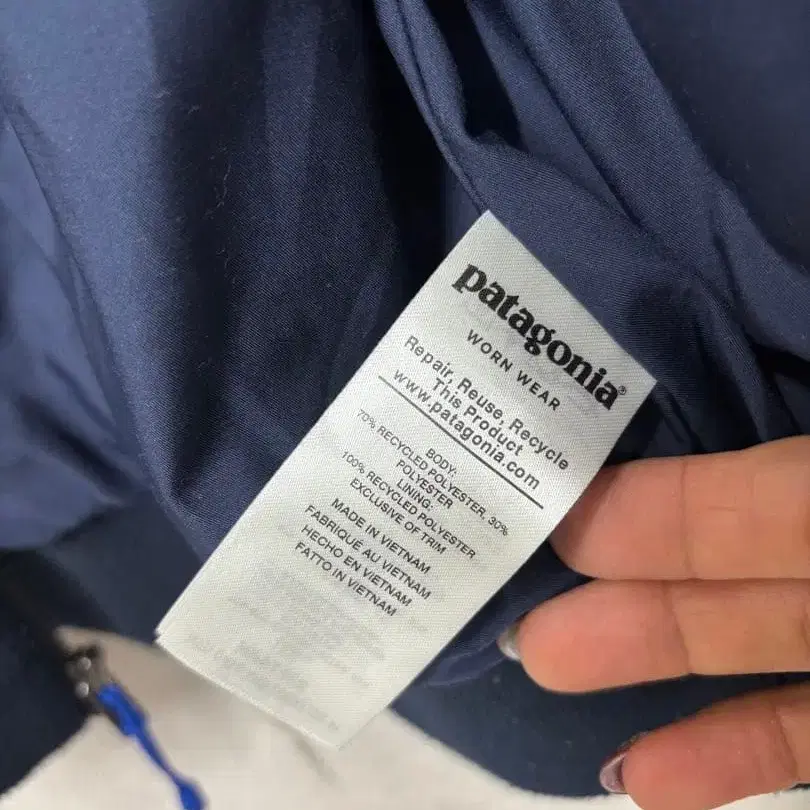 patagonia®
WORN WEAR
Repair, Reuse, Recycle
This Product
www.patagonia.com
BODY:
70% RECYCLED POLYESTER, 30%
POLYESTER
LINING:
100% RECYCLED POLYESTER
EXCLUSIVE OF TRIM
MADE IN VIETNAM
FABRIQUÉ AU VIETNAM
HECHO EN VIETNAM
FATTO IN VIETNAM